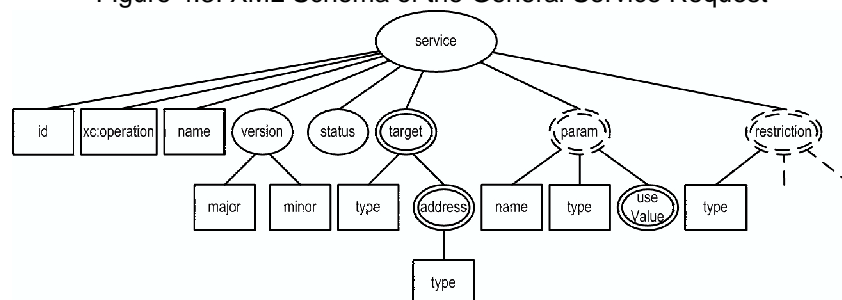 Figure 4.3: XML Schema of the General Service Request
service
id xc:operation name version status target param restriction
major minor type address name type use Value type
type